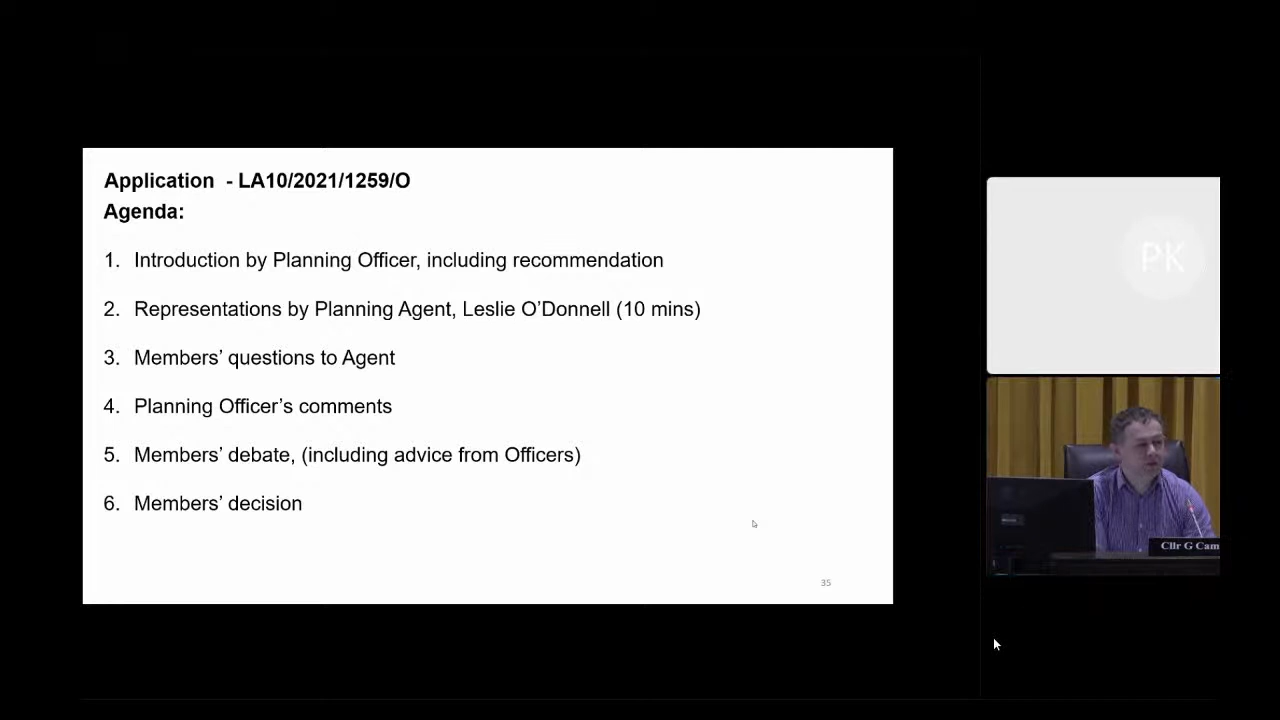 Application - LA10/2021/1259/O
Agenda:
1. Introduction by Planning Officer, including recommendation
2. Representations by Planning Agent, Leslie O’Donnell (10 mins)
3. Members’ questions to Agent
4. Planning Officer’s comments
5. Members’ debate, (including advice from Officers)
6. Members’ decision
35
PK
Cllr G Cam